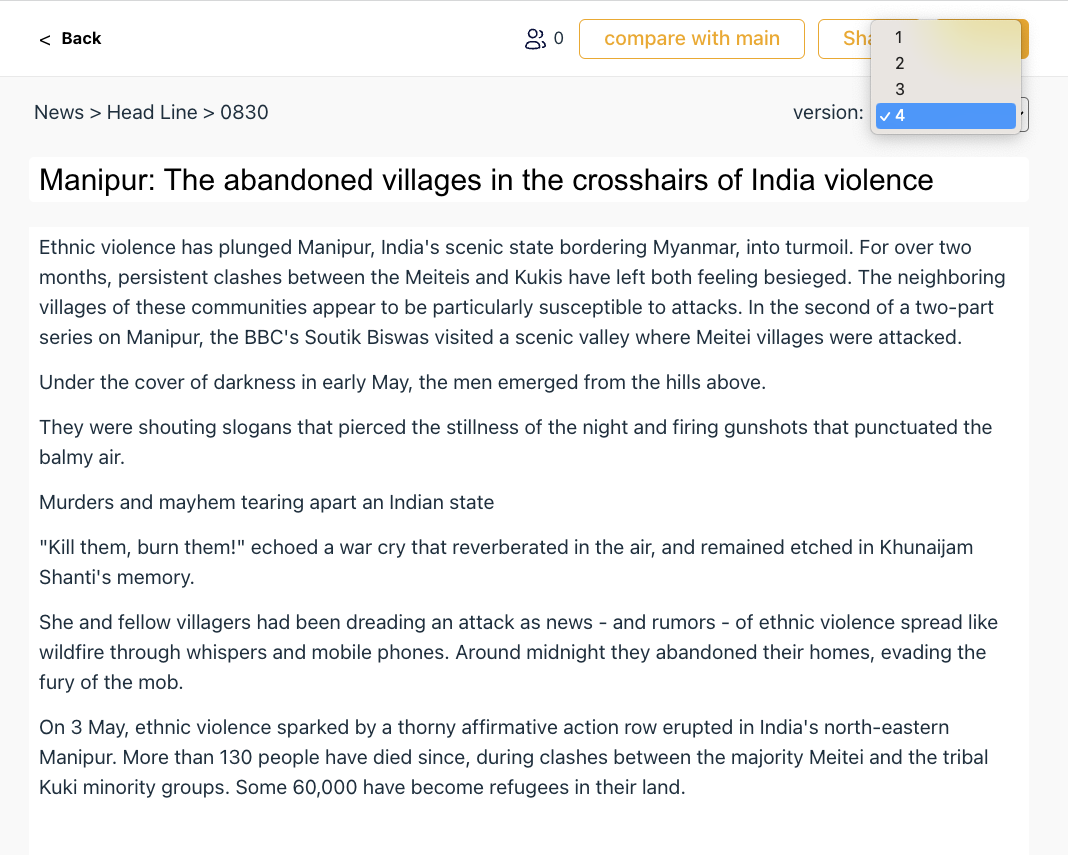 < Back
0
compare with main
Sha
1
2
3
✓ 4
News > Head Line > 0830
version:
Manipur: The abandoned villages in the crosshairs of India violence
Ethnic violence has plunged Manipur, India's scenic state bordering Myanmar, into turmoil. For over two
months, persistent clashes between the Meiteis and Kukis have left both feeling besieged. The neighboring
villages of these communities appear to be particularly susceptible to attacks. In the second of a two-part
series on Manipur, the BBC's Soutik Biswas visited a scenic valley where Meitei villages were attacked.
Under the cover of darkness in early May, the men emerged from the hills above.
They were shouting slogans that pierced the stillness of the night and firing gunshots that punctuated the
balmy air.
Murders and mayhem tearing apart an Indian state
"Kill them, burn them!" echoed a war cry that reverberated in the air, and remained etched in Khunaijam
Shanti's memory.
She and fellow villagers had been dreading an attack as news - and rumors - of ethnic violence spread like
wildfire through whispers and mobile phones. Around midnight they abandoned their homes, evading the
fury of the mob.
On 3 May, ethnic violence sparked by a thorny affirmative action row erupted in India's north-eastern
Manipur. More than 130 people have died since, during clashes between the majority Meitei and the tribal
Kuki minority groups. Some 60,000 have become refugees in their land.